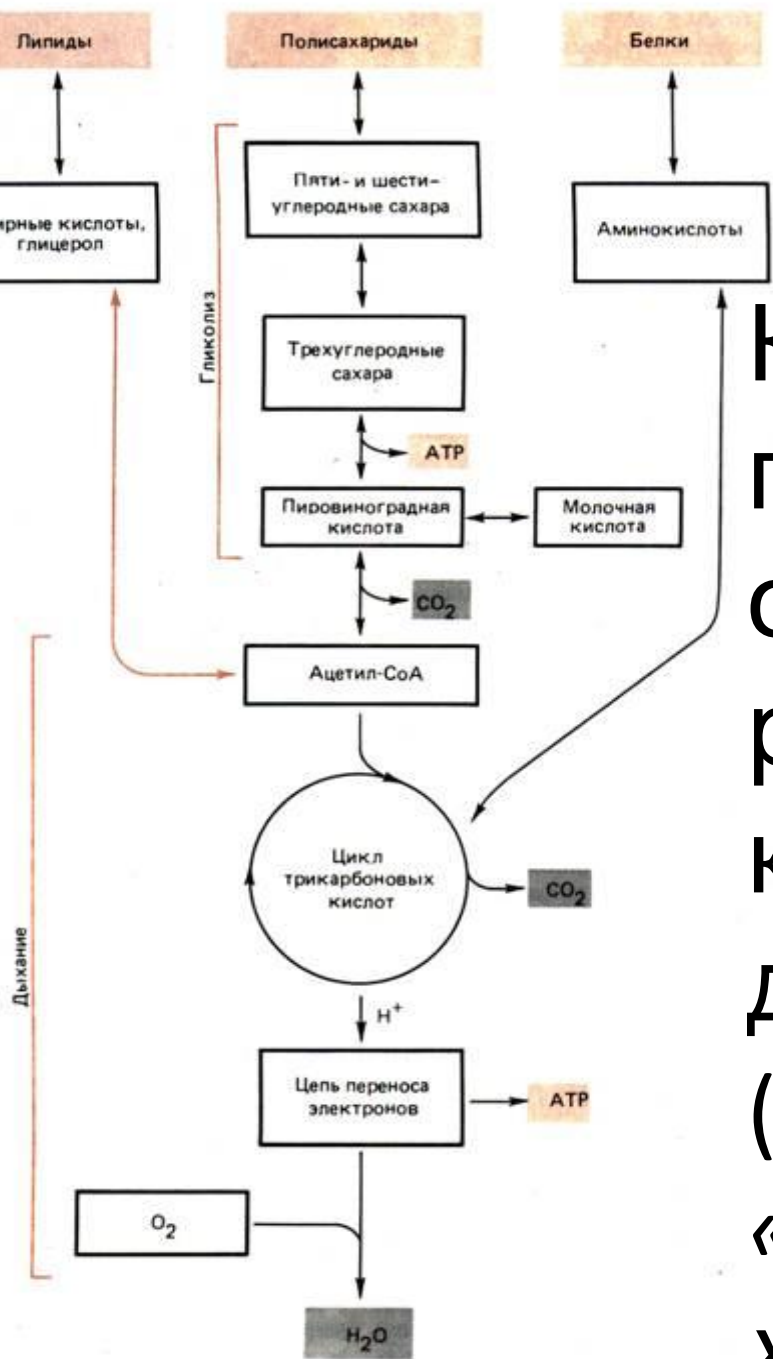 Липиды
Полисахариды
Белки
Пяти- и шести-
углеродные сахара
кислоты,
глицерол
Аминокислоты
Гликолиз
Трехуглеродные
сахара
ATP
Пировиноградная
кислота
Молочная
кислота
CO₂
Ацетил-CoA
Цикл
трикарбоновых
кислот
CO₂
Дыхание
H⁺
Цепь переноса
электронов
ATP
O₂
H₂O
(
«